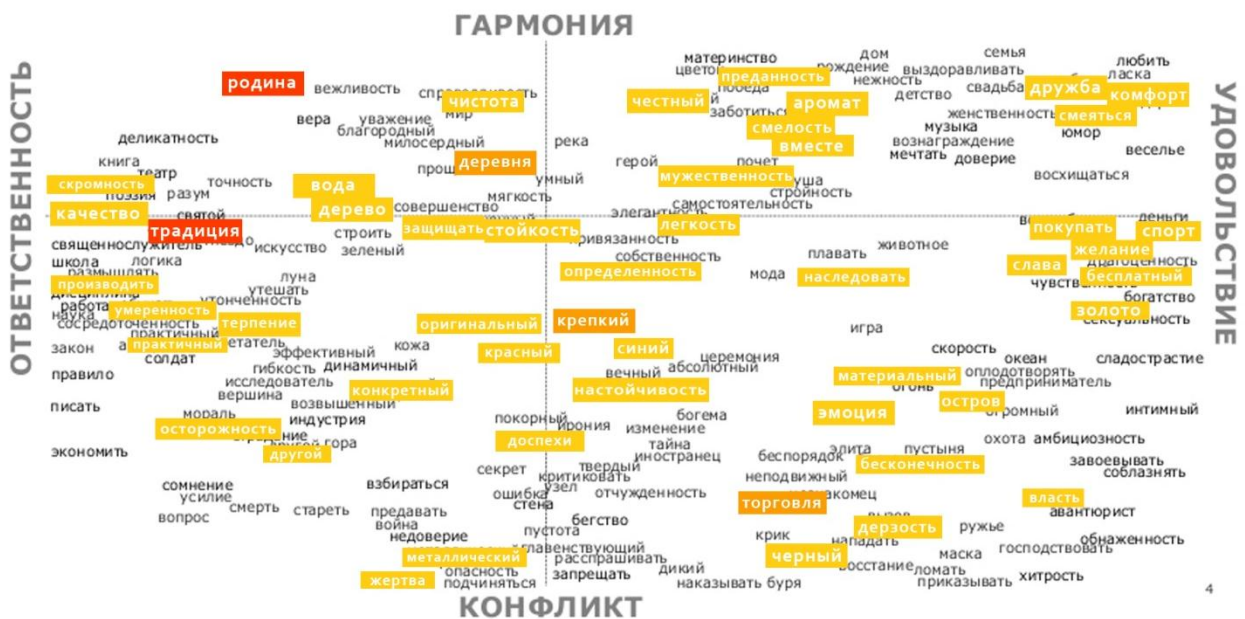 ГАРМОНИЯ
ОТВЕТСТВЕННОСТЬ
УДОВОЛЬСТВИЕ
материнство дом семья любить
родина вежливость преданность рождение нежность выздоравливать ласка
чистота честный победа аромат детство свадьба дружба комфорт
вера уважение мир заботиться женственность смеяться
благородный смелость музыка юмор
деликатность милосердный река вместе вознаграждение веселье
книга деревня герой почет мечтать доверие
театр умный мужественность восхищаться
скромность точность вода мягкость стройность
поэзия разум самостоятельность
качество святой дерево совершенство элегантность деньги
традиция строить защищать стойкость легкость покупать спорт
священнослужитель искусство зеленый животное желание
школа логика собственность плавать слава драгоценность
размышлять луна определенность мода наследовать бесплатный
производить утешать чувственность
дисциплина утонченность богатство
работа умеренность золото
наука терпение оригинальный крепкий сексуальность
сосредоточенность игра
практичный
практичный кожа красный синий скорость
закон эффективный церемония океан сладострастие
солдат гибкость динамичный вечный абсолютный оплодотворять
правило исследователь конкретный настойчивость материальный предприниматель
вершина огонь остров
писать мораль возвышенный покорный богема эмоция огромный интимный
осторожность индустрия ирония изменение
страдание гора доспехи тайна охота амбициозность
экономить другой иностранец беспорядок элита пустыня завоевывать
секрет твердый бесконечность соблазнять
сомнение взбираться критиковать неподвижный
усилие ошибка узел отчужденность торговля власть
смерть стареть предавать стена авантюрист
вопрос война бегство дерзость ружье
недоверие пустота крик нападать обнаженность
главенствующий черный маска господствовать
металлический расспрашивать восстание
жертва опасность запрещать дикий ломать хитрость
подчиняться наказывать буря приказывать
4
КОНФЛИКТ